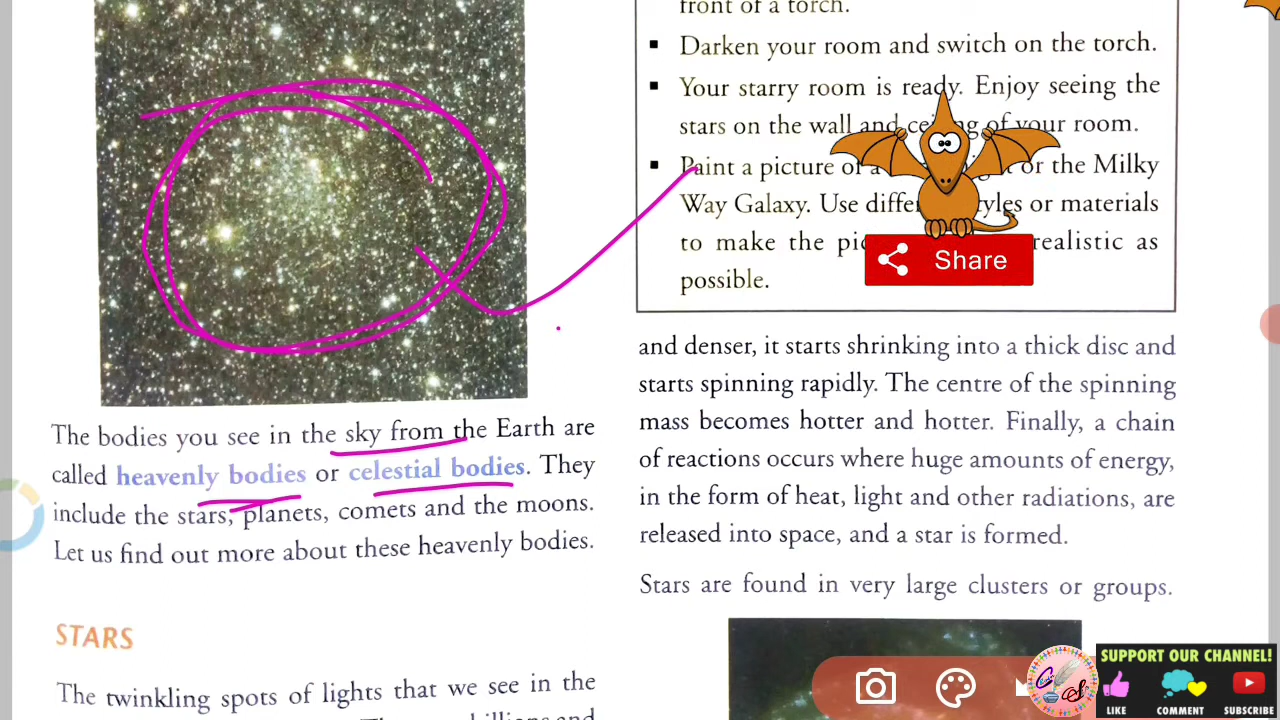 The bodies you see in the sky from the Earth are
called heavenly bodies or celestial bodies. They
include the stars, planets, comets and the moons.
Let us find out more about these heavenly bodies.
STARS
The twinkling spots of lights that we see in the
front of a torch.
Darken your room and switch on the torch.
Your starry room is ready. Enjoy seeing the
stars on the wall and ceiling of your room.
Paint a picture of a or the Milky
Way Galaxy. Use styles or materials
to make the realistic as
possible.
Share
and denser, it starts shrinking into a thick disc and
starts spinning rapidly. The centre of the spinning
mass becomes hotter and hotter. Finally, a chain
of reactions occurs where huge amounts of energy,
in the form of heat, light and other radiations, are
released into space, and a star is formed.
Stars are found in very large clusters or groups.
SUPPORT OUR CHANNEL!
LIKE COMMENT SUBSCRIBE